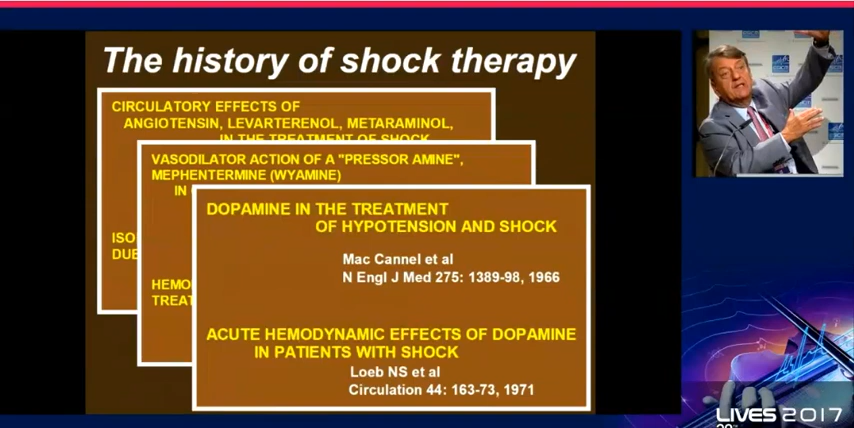 The history of shock therapy
CIRCULATORY EFFECTS OF
ANGIOTENSIN, LEVARTERENOL, METARAMINOL,
IN THE TREATMENT OF SHOCK
VASODILATOR ACTION OF A "PRESSOR AMINE",
MEPHENTERMINE (WYAMINE)
IN
ISO
DUE
HEMO
TREAT
DOPAMINE IN THE TREATMENT
OF HYPOTENSION AND SHOCK
Mac Cannel et al
N Engl J Med 275: 1389-98, 1966
ACUTE HEMODYNAMIC EFFECTS OF DOPAMINE
IN PATIENTS WITH SHOCK
Loeb NS et al
Circulation 44: 163-73, 1971
LIVES 2017